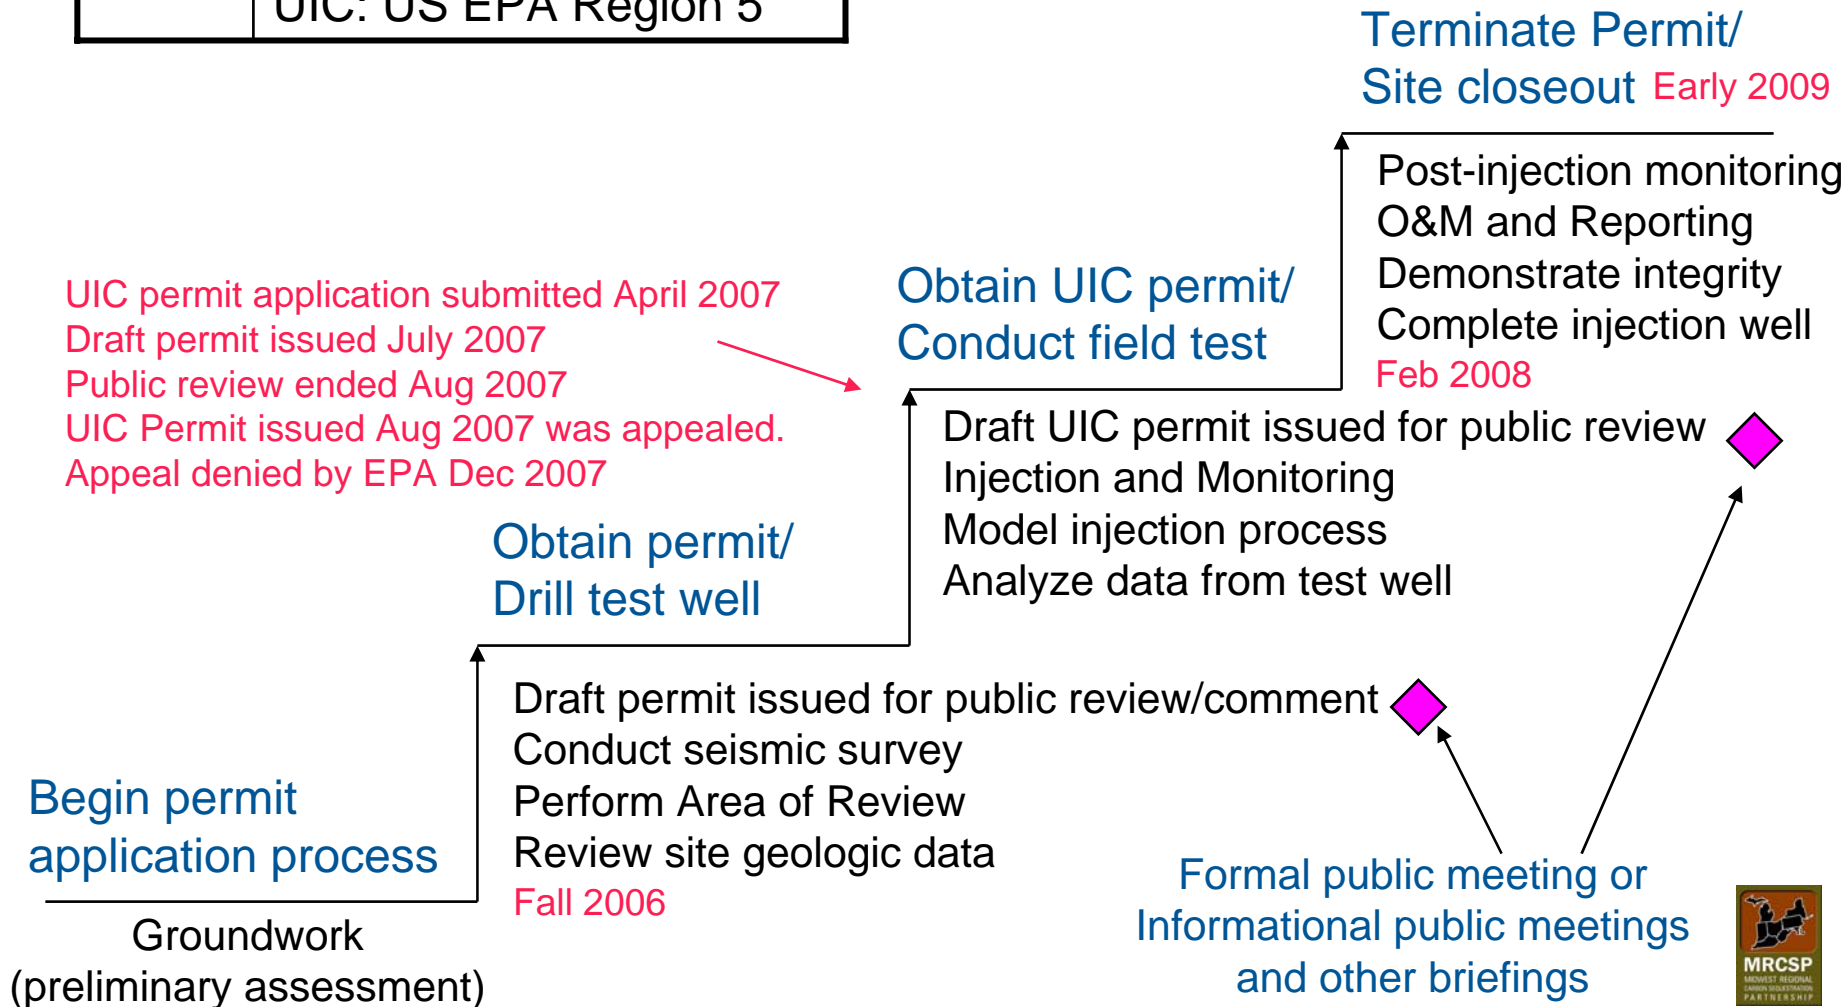 UIC: US EPA Region 5
Terminate Permit/
Site closeout Early 2009
Post-injection monitoring
O&M and Reporting
Demonstrate integrity
Complete injection well
Feb 2008
UIC permit application submitted April 2007
Draft permit issued July 2007
Public review ended Aug 2007
UIC Permit issued Aug 2007 was appealed.
Appeal denied by EPA Dec 2007
Obtain UIC permit/
Conduct field test
Draft UIC permit issued for public review
Injection and Monitoring
Model injection process
Analyze data from test well
Obtain permit/
Drill test well
Draft permit issued for public review/comment
Conduct seismic survey
Perform Area of Review
Review site geologic data
Fall 2006
Begin permit
application process
Groundwork
(preliminary assessment)
Formal public meeting or
Informational public meetings
and other briefings
MRCSP
MIDWEST REGIONAL
CARBON SEQUESTRATION
PARTNERSHIP